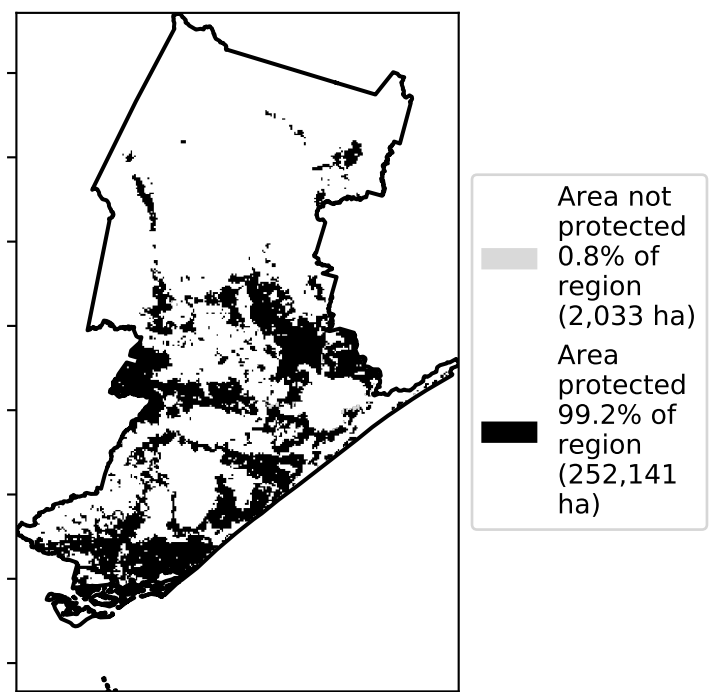 Area not
protected
0.8% of
region
(2,033 ha)
Area
protected
99.2% of
region
(252,141
ha)